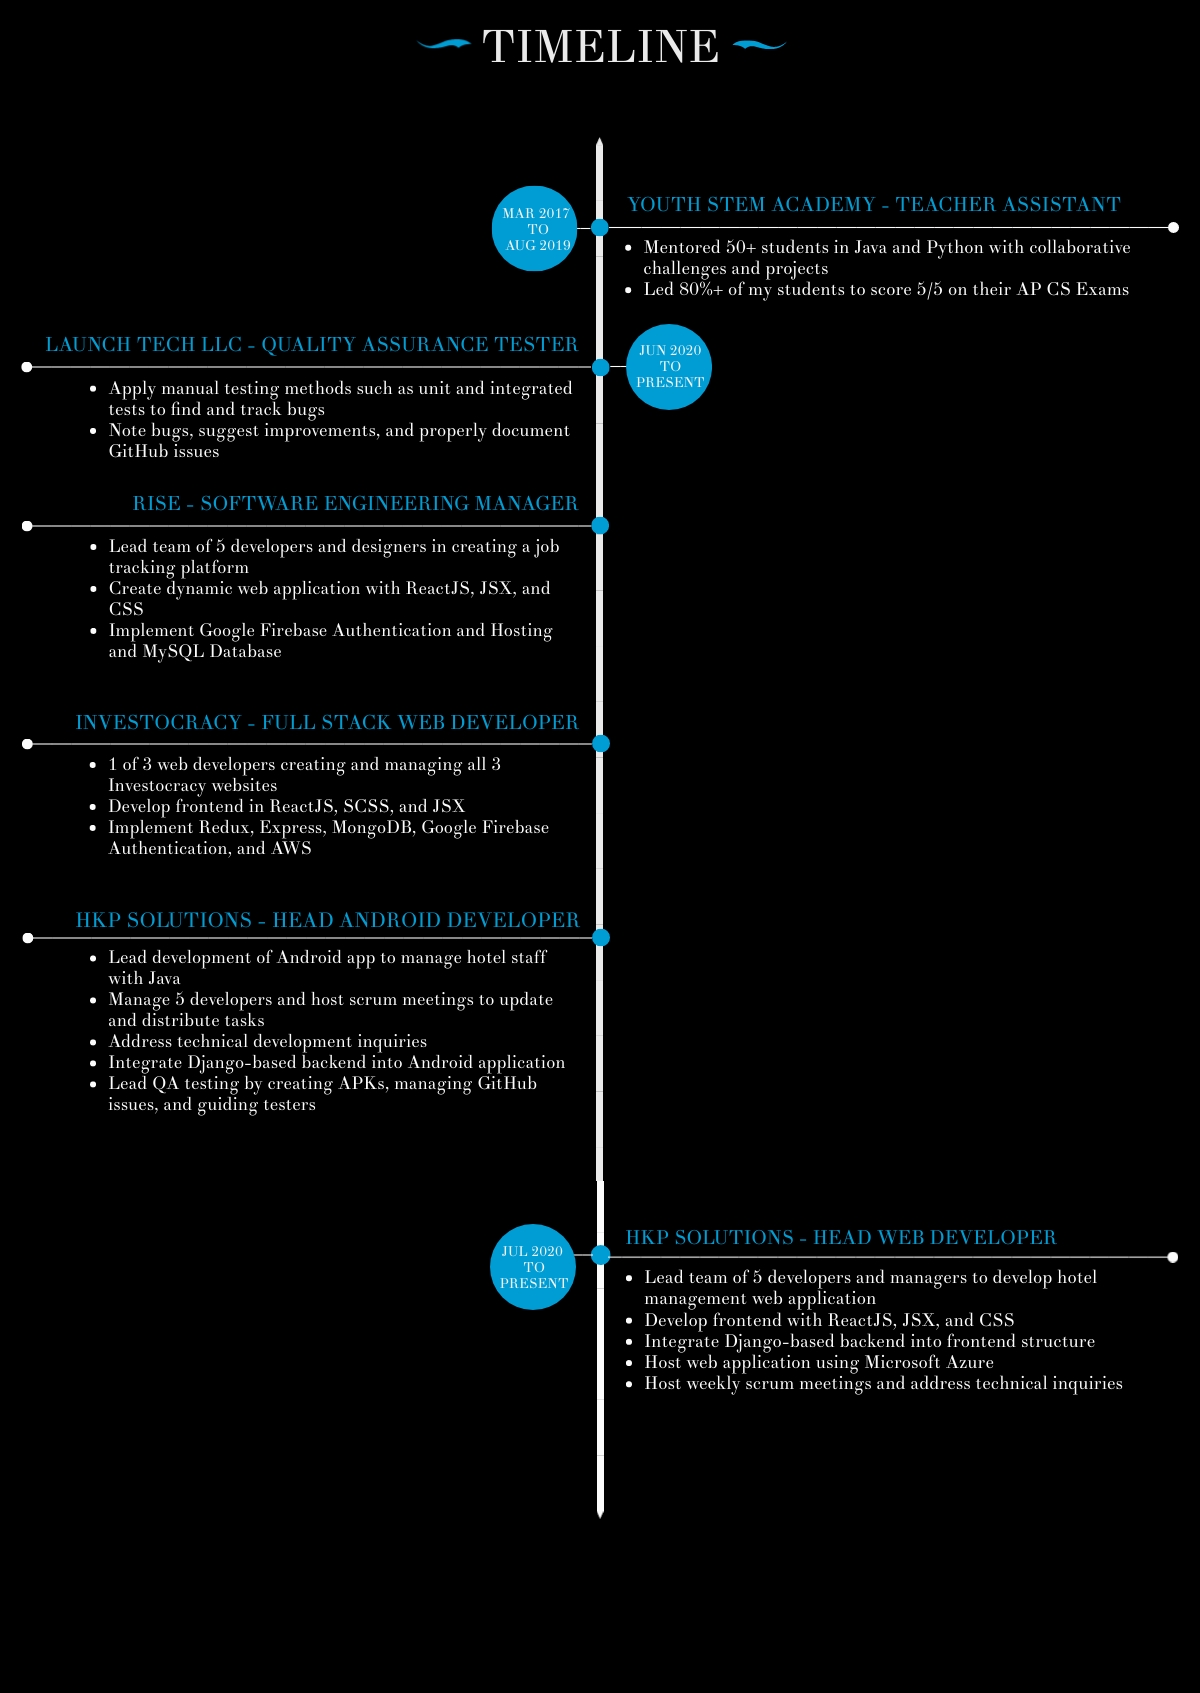 TIMELINE
MAR 2017
TO
AUG 2019
YOUTH STEM ACADEMY - TEACHER ASSISTANT
• Mentored 50+ students in Java and Python with collaborative
challenges and projects
• Led 80%+ of my students to score 5/5 on their AP CS Exams
JUN 2020
TO
PRESENT
LAUNCH TECH LLC - QUALITY ASSURANCE TESTER
• Apply manual testing methods such as unit and integrated
tests to find and track bugs
• Note bugs, suggest improvements, and properly document
GitHub issues
RISE - SOFTWARE ENGINEERING MANAGER
• Lead team of 5 developers and designers in creating a job
tracking platform
• Create dynamic web application with ReactJS, JSX, and
CSS
• Implement Google Firebase Authentication and Hosting
and MySQL Database
INVESTOCRACY - FULL STACK WEB DEVELOPER
• 1 of 3 web developers creating and managing all 3
Investocracy websites
• Develop frontend in ReactJS, SCSS, and JSX
• Implement Redux, Express, MongoDB, Google Firebase
Authentication, and AWS
HKP SOLUTIONS - HEAD ANDROID DEVELOPER
• Lead development of Android app to manage hotel staff
with Java
• Manage 5 developers and host scrum meetings to update
and distribute tasks
• Address technical development inquiries
• Integrate Django-based backend into Android application
• Lead QA testing by creating APKs, managing GitHub
issues, and guiding testers
JUL 2020
TO
PRESENT
HKP SOLUTIONS - HEAD WEB DEVELOPER
• Lead team of 5 developers and managers to develop hotel
management web application
• Develop frontend with ReactJS, JSX, and CSS
• Integrate Django-based backend into frontend structure
• Host web application using Microsoft Azure
• Host weekly scrum meetings and address technical inquiries